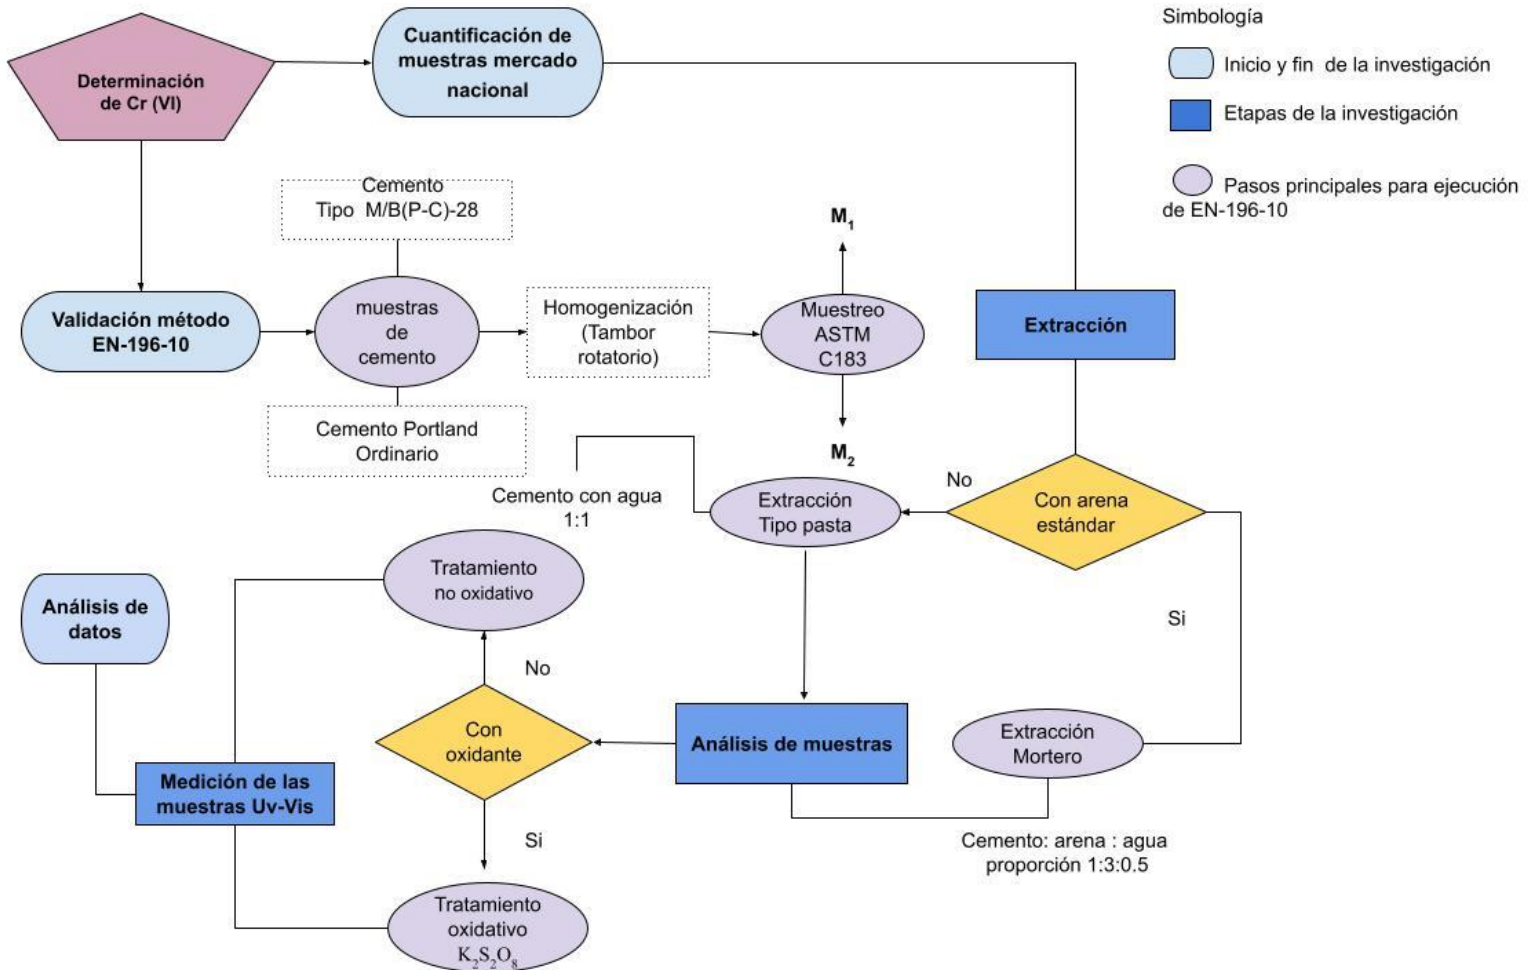 Simbología
Inicio y fin de la investigación
Etapas de la investigación
Pasos principales para ejecución
de EN-196-10
Determinación
de Cr (VI)
Cuantificación de
muestras mercado
nacional
Validación método
EN-196-10
Cemento
Tipo M/B(P-C)-28
muestras
de
cemento
Cemento Portland
Ordinario
Homogenización
(Tambor
rotatorio)
M₁
Muestreo
ASTM
C183
M₂
Extracción
Con arena
estándar
No
Si
Extracción
Tipo pasta
Cemento con agua
1:1
Extracción
Mortero
Cemento: arena : agua
proporción 1:3:0.5
Análisis de muestras
Con
oxidante
No
Si
Tratamiento
no oxidativo
Tratamiento
oxidativo
K₂S₂O₈
Medición de las
muestras Uv-Vis
Análisis de
datos